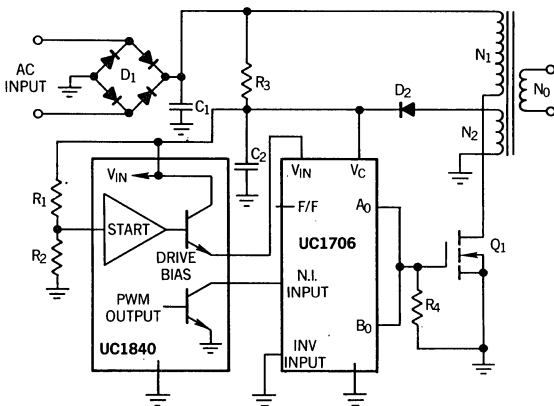 AC
INPUT
D1
C1
R3
N1
N0
D2
N2
C2
VIN
R1
START
R2
DRIVE
BIAS
PWM
OUTPUT
UC1840
VIN
VC
F/F
A0
UC1706
N.I.
INPUT
B0
INV
INPUT
R4
Q1